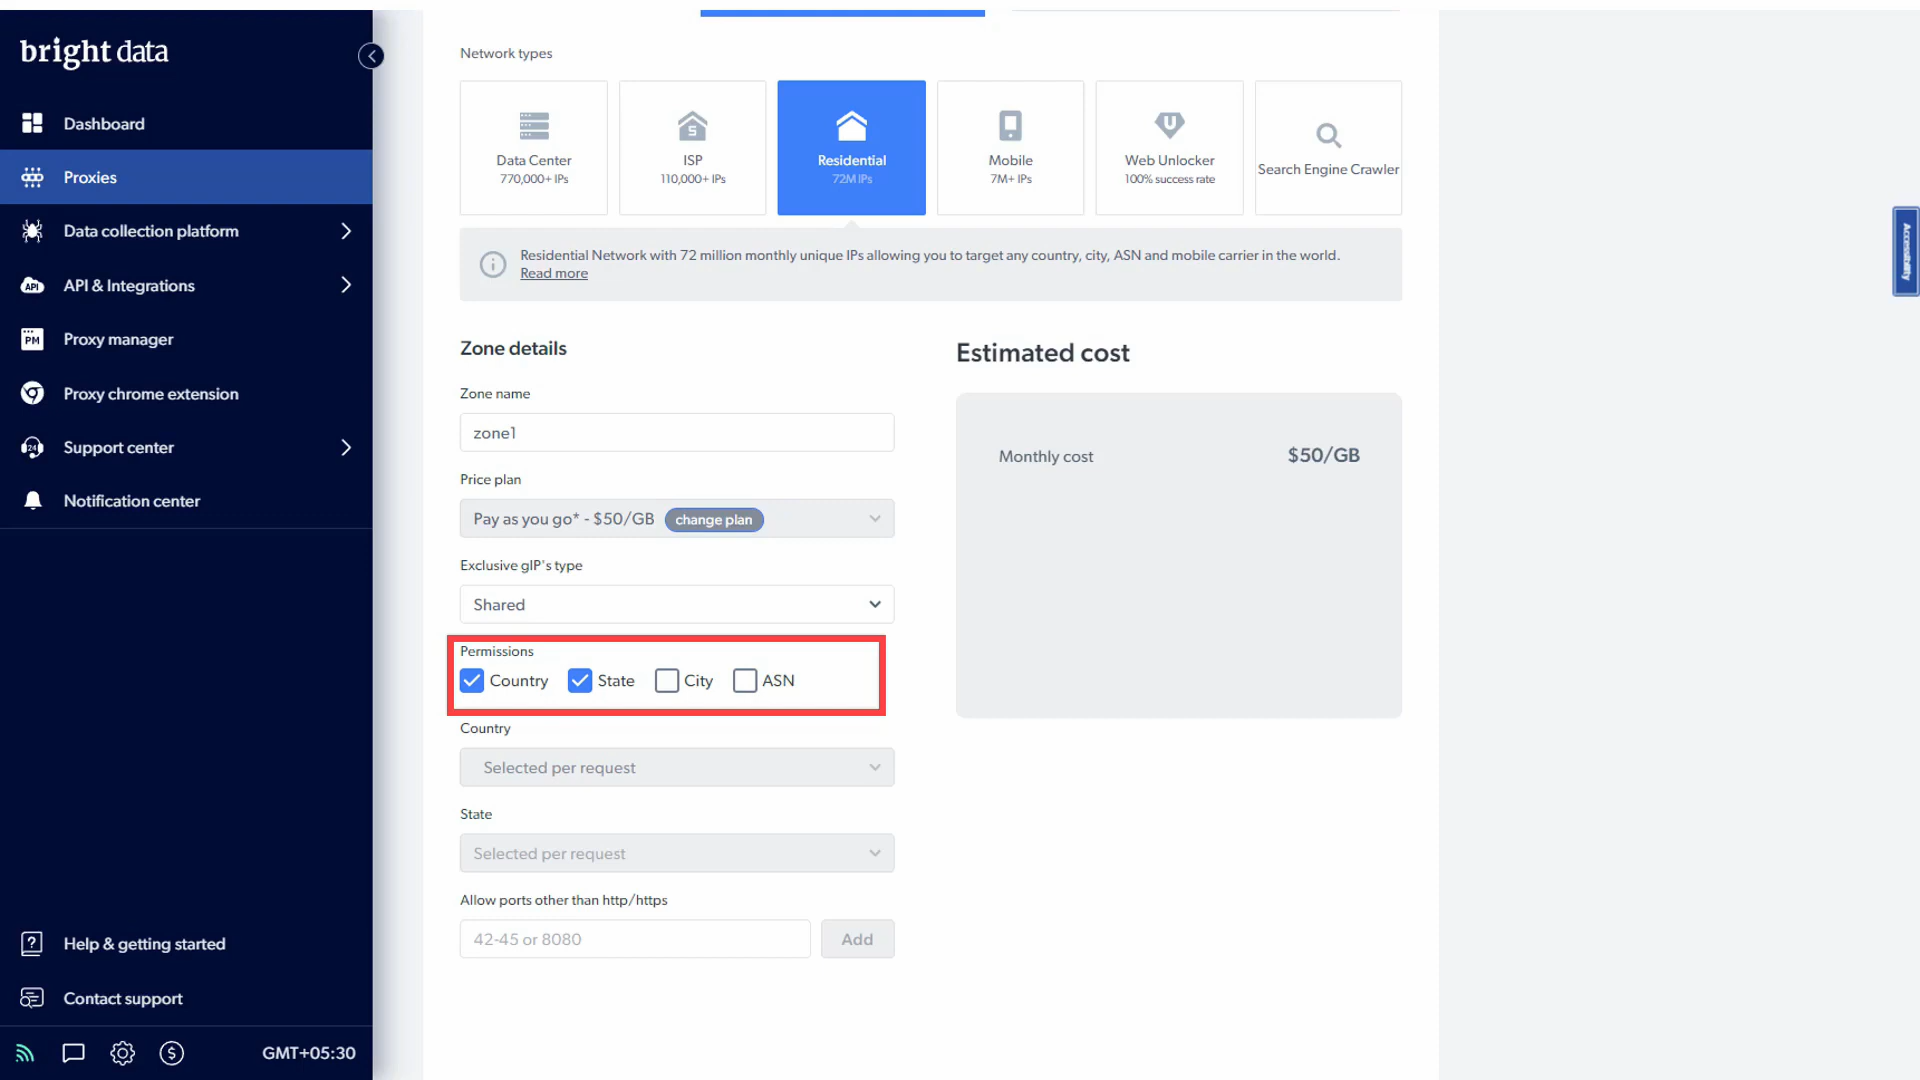 bright data
Dashboard
Proxies
Data collection platform
API & Integrations
Proxy manager
Proxy chrome extension
Support center
Notification center
Help & getting started
Contact support
GMT+05:30
Network types
Data Center
770,000+ IPs
ISP
110,000+ IPs
Residential
72M IPs
Mobile
7M+ IPs
Web Unlocker
100% success rate
Search Engine Crawler
Residential Network with 72 million monthly unique IPs allowing you to target any country, city, ASN and mobile carrier in the world.
Read more
Zone details
Zone name
zone1
Price plan
Pay as you go* - $50/GB change plan
Exclusive gIP's type
Shared
Permissions
Country State City ASN
Country
Selected per request
State
Selected per request
Allow ports other than http/https
42-45 or 8080 Add
Estimated cost
Monthly cost $50/GB
Accessibility
API
PM
24
S
U
?
$